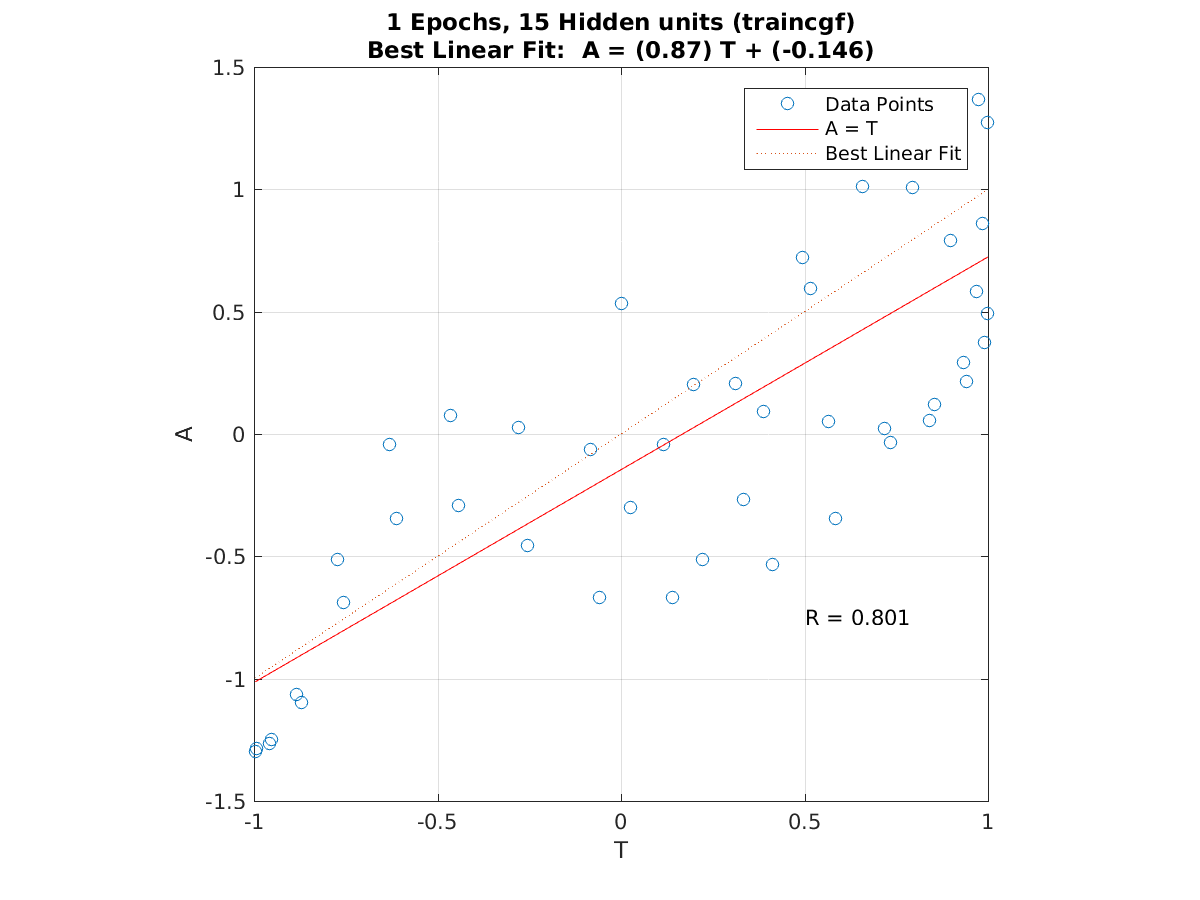 1 Epochs, 15 Hidden units (traincgf)
Best Linear Fit:  A = (0.87) T + (-0.146)
1.5
Data Points
A = T
Best Linear Fit
1
0.5
A
0
-0.5
R = 0.801
-1
-1.5
-1
-0.5
0
0.5
1
T